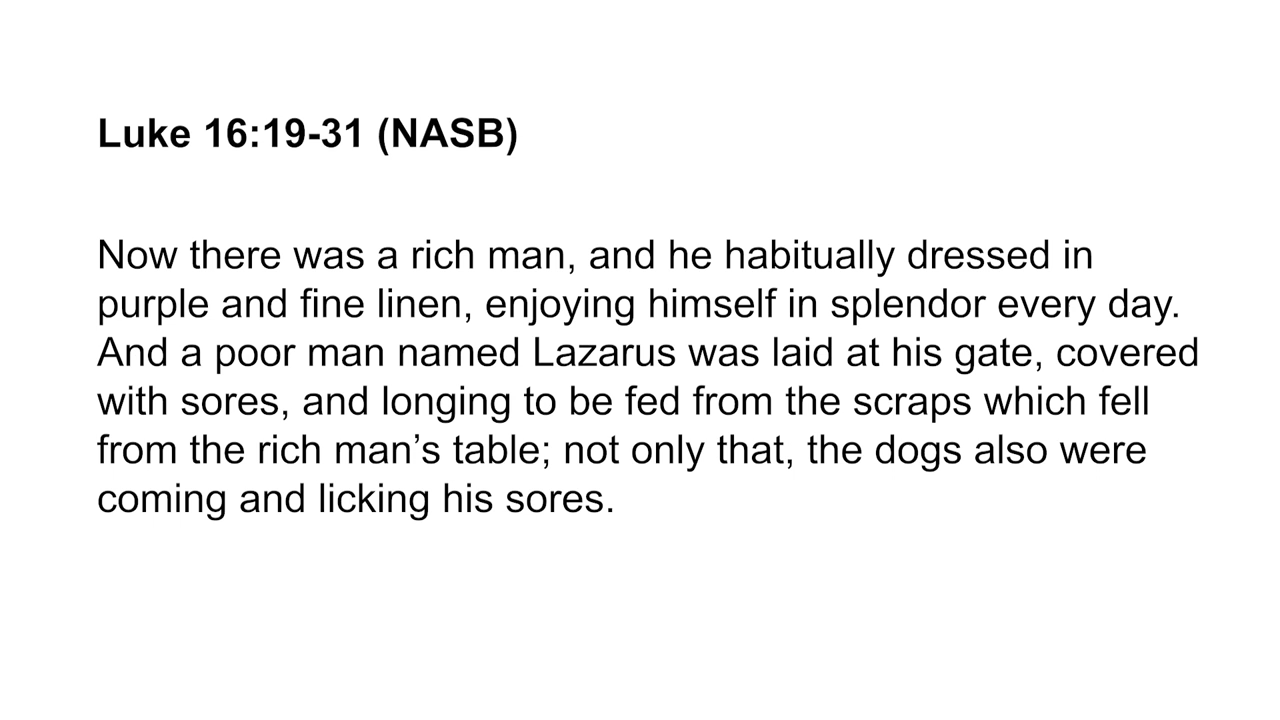 Luke 16:19-31 (NASB)
Now there was a rich man, and he habitually dressed in
purple and fine linen, enjoying himself in splendor every day.
And a poor man named Lazarus was laid at his gate, covered
with sores, and longing to be fed from the scraps which fell
from the rich man’s table; not only that, the dogs also were
coming and licking his sores.